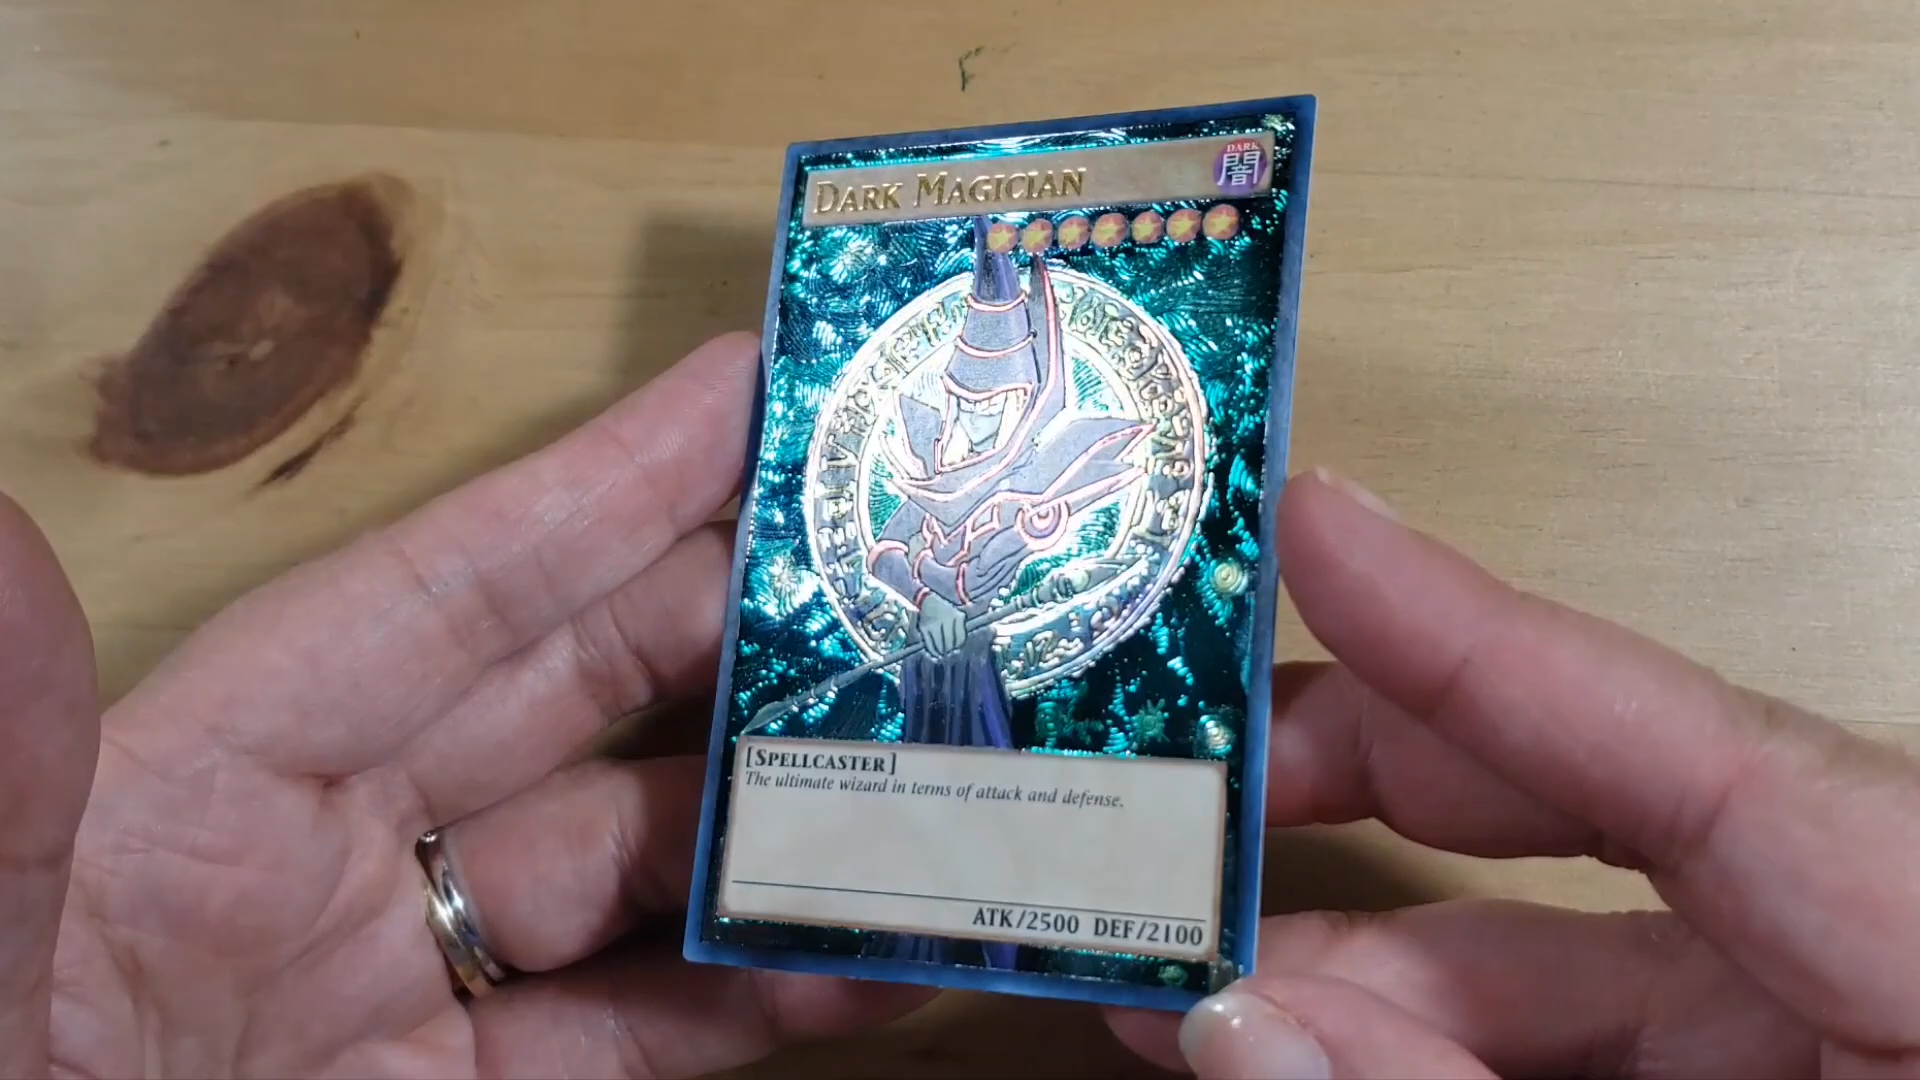 DARK MAGICIAN
DARK
闇
[SPELLCASTER]
The ultimate wizard in terms of attack and defense.
ATK/2500 DEF/2100